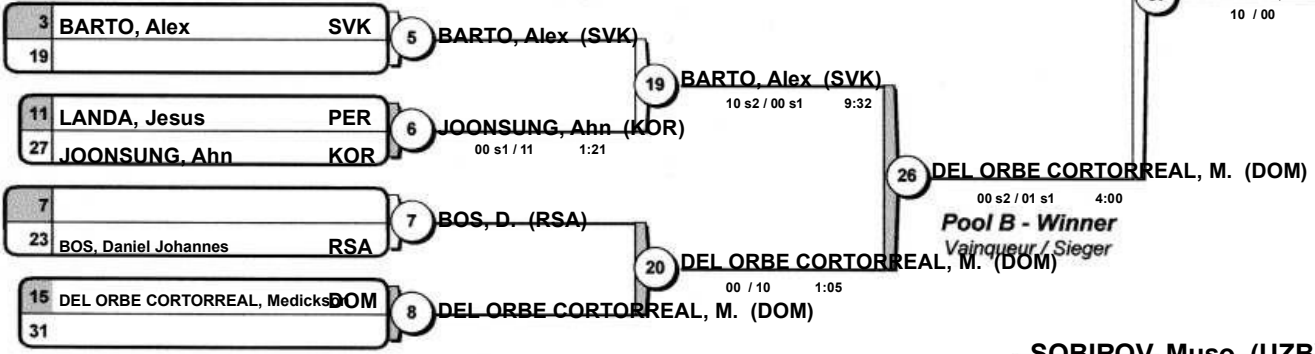 10 / 00
3 BARTO, Alex SVK
19
5 BARTO, Alex (SVK)
11 LANDA, Jesus PER
27 JOONSUNG, Ahn KOR
6 JOONSUNG, Ahn (KOR)
00 s1 / 11 1:21
19 BARTO, Alex (SVK)
10 s2 / 00 s1 9:32
7
23 BOS, Daniel Johannes RSA
7 BOS, D. (RSA)
15 DEL ORBE CORTORREAL, Medickson DOM
31
8 DEL ORBE CORTORREAL, M. (DOM)
20 DEL ORBE CORTORREAL, M. (DOM)
00 / 10 1:05
26 DEL ORBE CORTORREAL, M. (DOM)
00 s2 / 01 s1 4:00
Pool B - Winner
Vainqueur / Sieger
SOBIROV, Muso (UZB